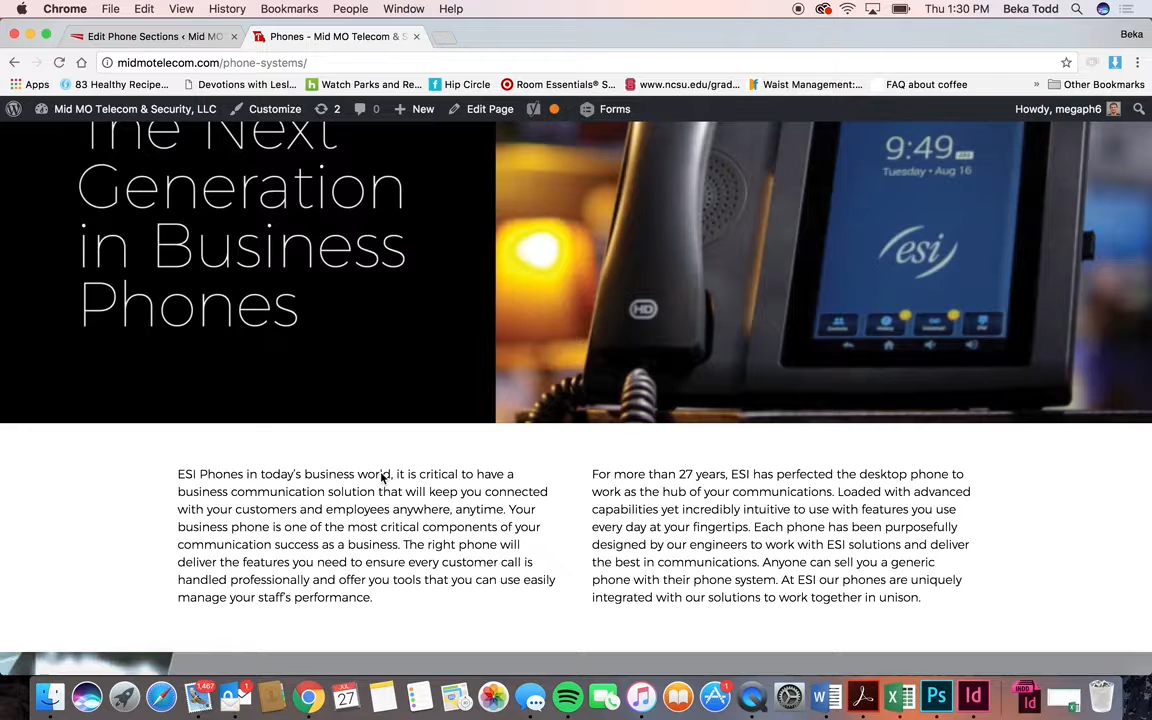 Chrome File Edit View History Bookmarks People Window Help Thu 1:30 PM Beka Todd
Edit Phone Sections ‹ Mid MO Phones - Mid MO Telecom & S Beka
midmotelecom.com/phone-systems/
Apps 83 Healthy Recipe... Devotions with Lesl... Watch Parks and Re... Hip Circle Room Essentials® S... www.ncsu.edu/grad... Waist Management:... FAQ about coffee » Other Bookmarks
Mid MO Telecom & Security, LLC Customize 2 0 New Edit Page Forms Howdy, megaph6
The Next
Generation
in Business
Phones
9:49 AM
Tuesday • Aug 16
esi
HD
ESI Phones in today's business world, it is critical to have a
business communication solution that will keep you connected
with your customers and employees anywhere, anytime. Your
business phone is one of the most critical components of your
communication success as a business. The right phone will
deliver the features you need to ensure every customer call is
handled professionally and offer you tools that you can use easily
manage your staff's performance.
For more than 27 years, ESI has perfected the desktop phone to
work as the hub of your communications. Loaded with advanced
capabilities yet incredibly intuitive to use with features you use
every day at your fingertips. Each phone has been purposefully
designed by our engineers to work with ESI solutions and deliver
the best in communications. Anyone can sell you a generic
phone with their phone system. At ESI our phones are uniquely
integrated with our solutions to work together in unison.
1,467 1 JUL 27 1 W X Ps Id INDD Id